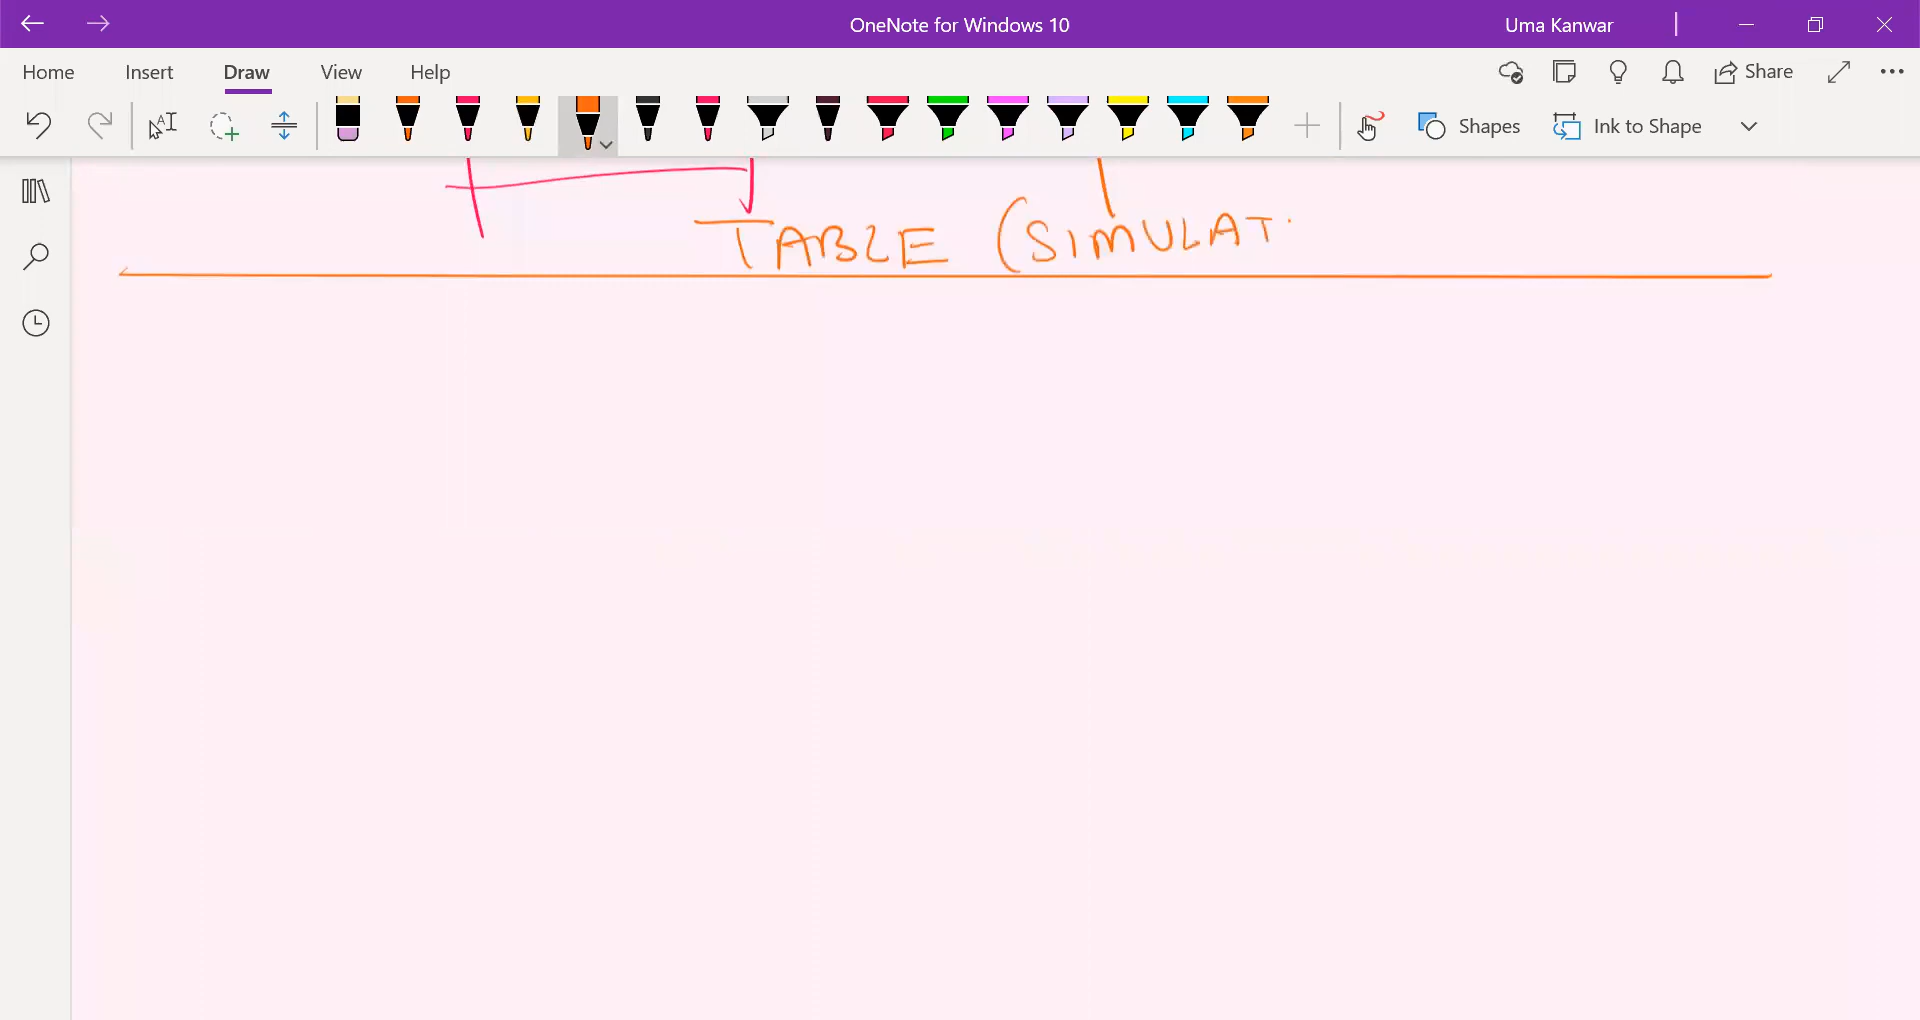 OneNote for Windows 10
Uma Kanwar
Home Insert Draw View Help
Share
Shapes
Ink to Shape
TABLE (SIMULAT